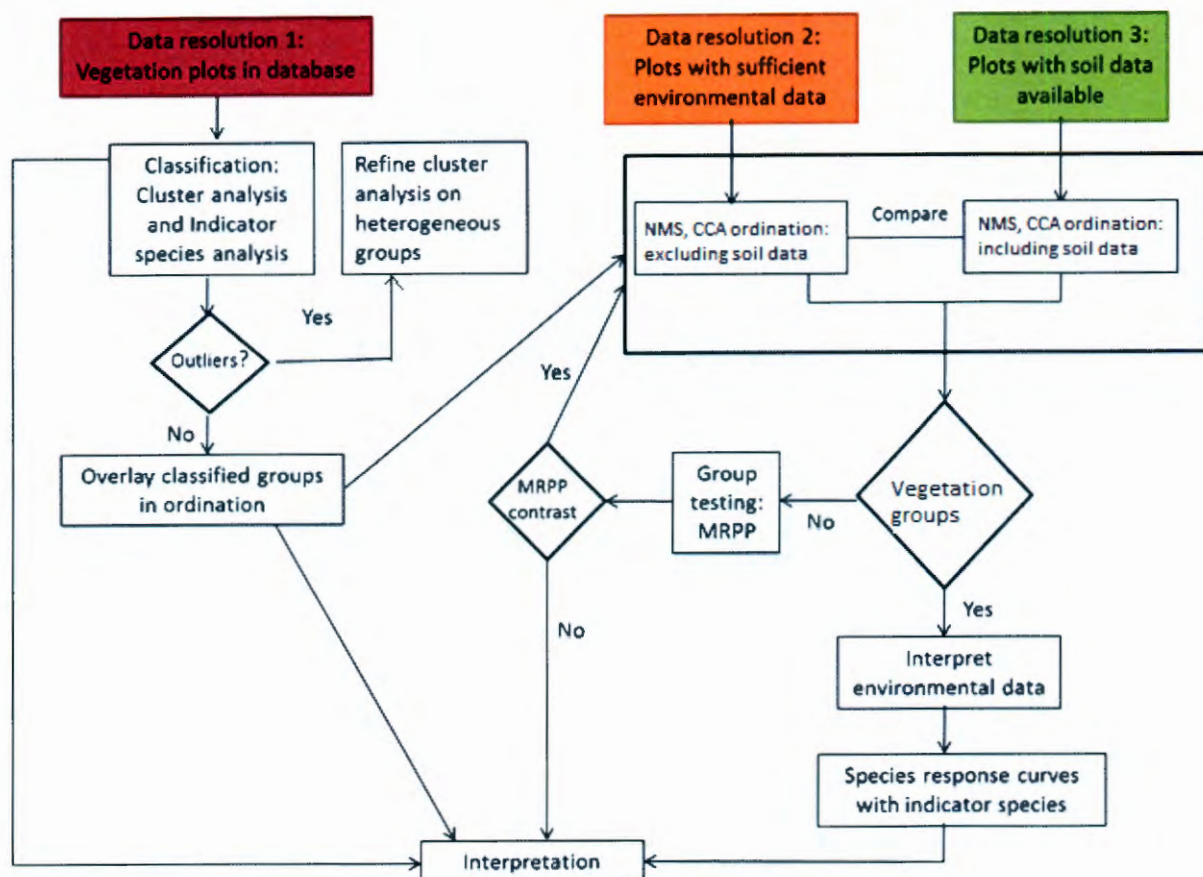 Data resolution 1:
Vegetation plots in database
Data resolution 2:
Plots with sufficient
environmental data
Data resolution 3:
Plots with soil data
available
Classification:
Cluster analysis
and Indicator
species analysis
Refine cluster
analysis on
heterogeneous
groups
NMS, CCA ordination:
excluding soil data
Compare
NMS, CCA ordination:
including soil data
Yes
Outliers?
No
Overlay classified groups
in ordination
Yes
MRPP
contrast
Group
testing:
MRPP
No
Vegetation
groups
No
Yes
Interpret
environmental data
Species response curves
with indicator species
Interpretation